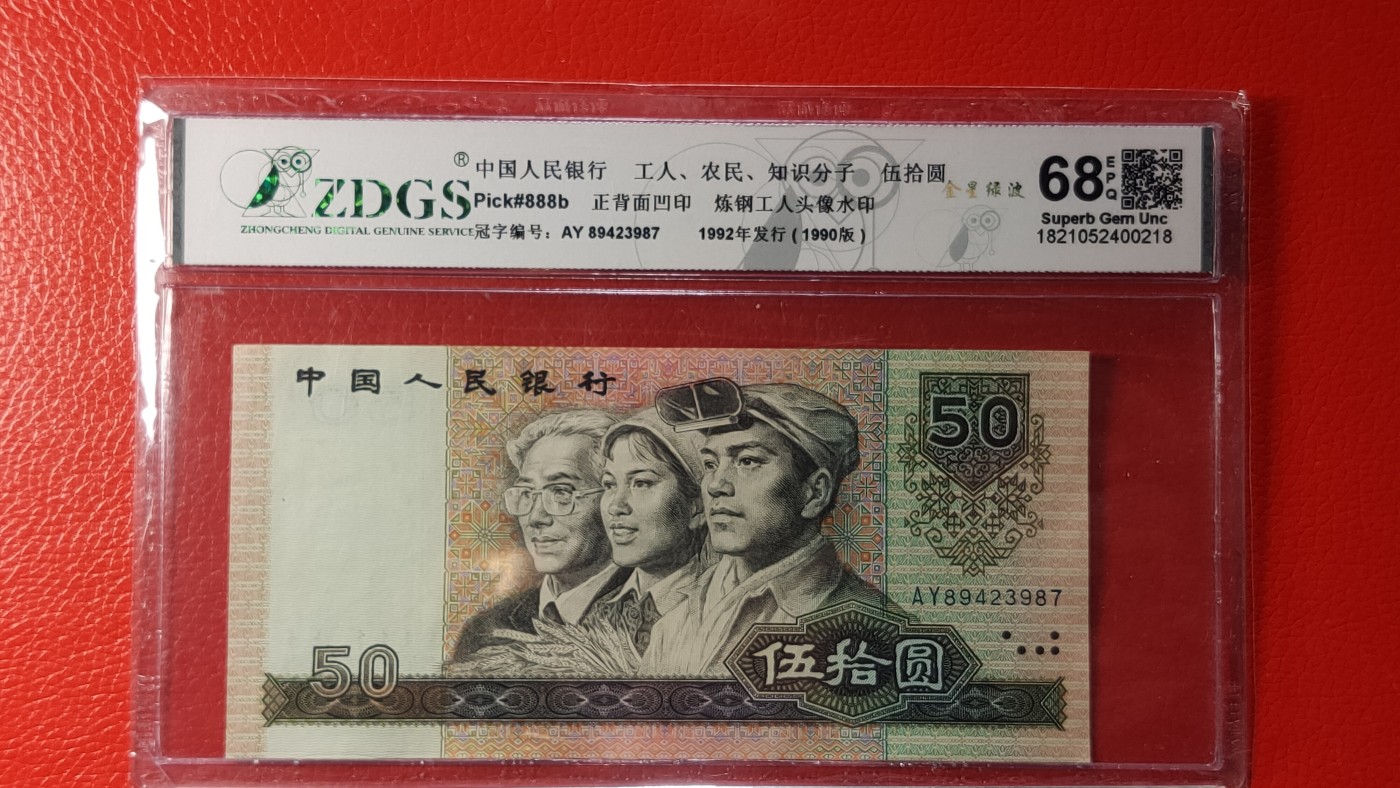 ZDGS®
ZHONGCHENG DIGITAL GENUINE SERVICE
中国人民银行 工人、农民、知识分子 伍拾圆
Pick#888b 正背面凹印 炼钢工人头像水印
冠字编号：AY 89423987 1992年发行 ( 1990版 )
金星绿波
68 EPQ
Superb Gem Unc
1821052400218
中国人民银行
50
AY89423987
50
伍拾圆